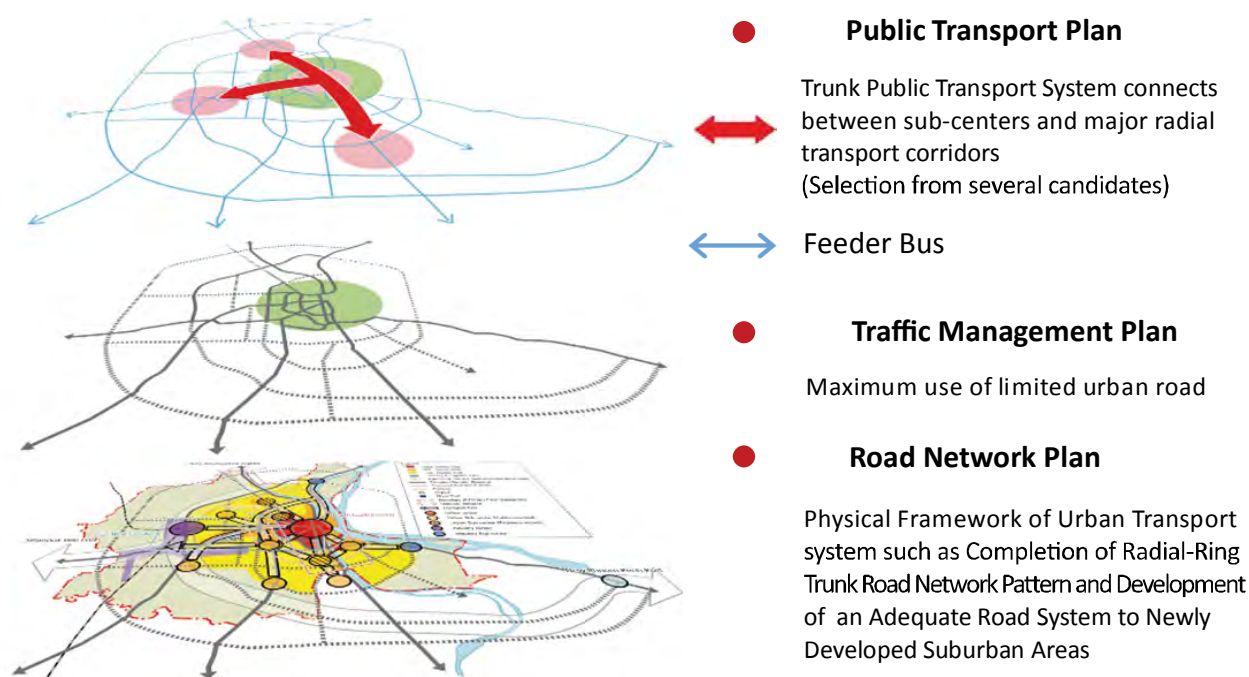 Public Transport Plan
Trunk Public Transport System connects
between sub-centers and major radial
transport corridors
(Selection from several candidates)
Feeder Bus
Traffic Management Plan
Maximum use of limited urban road
Road Network Plan
Physical Framework of Urban Transport
system such as Completion of Radial-Ring
Trunk Road Network Pattern and Development
of an Adequate Road System to Newly
Developed Suburban Areas